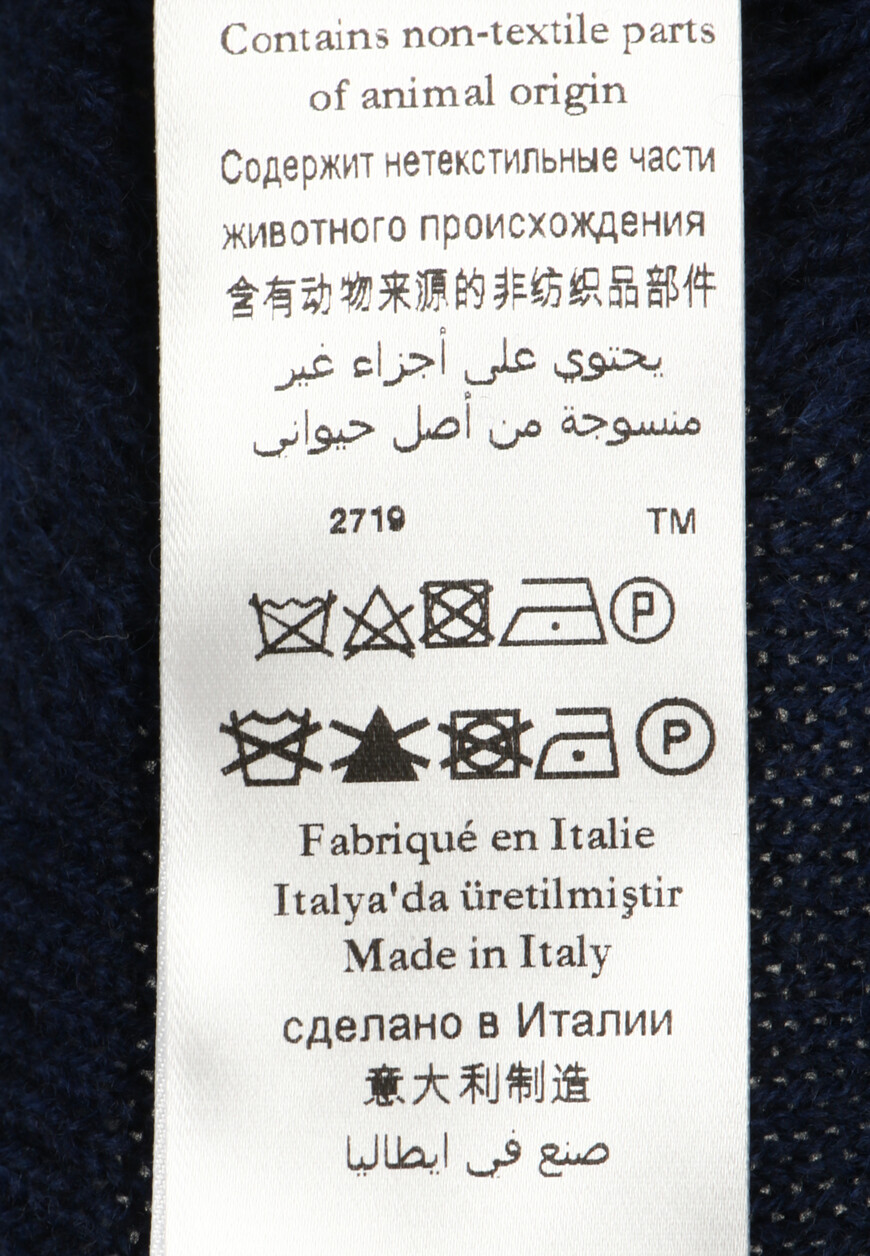 Contains non-textile parts
of animal origin
Содержит нетекстильные части
животного происхождения
含有动物来源的非纺织品部件
يحتوي على أجزاء غير
منسوجة من أصل حيواني
2719 TM
P
P
Fabriqué en Italie
Italya'da üretilmiştir
Made in Italy
сделано в Италии
意大利制造
صنع في ايطاليا